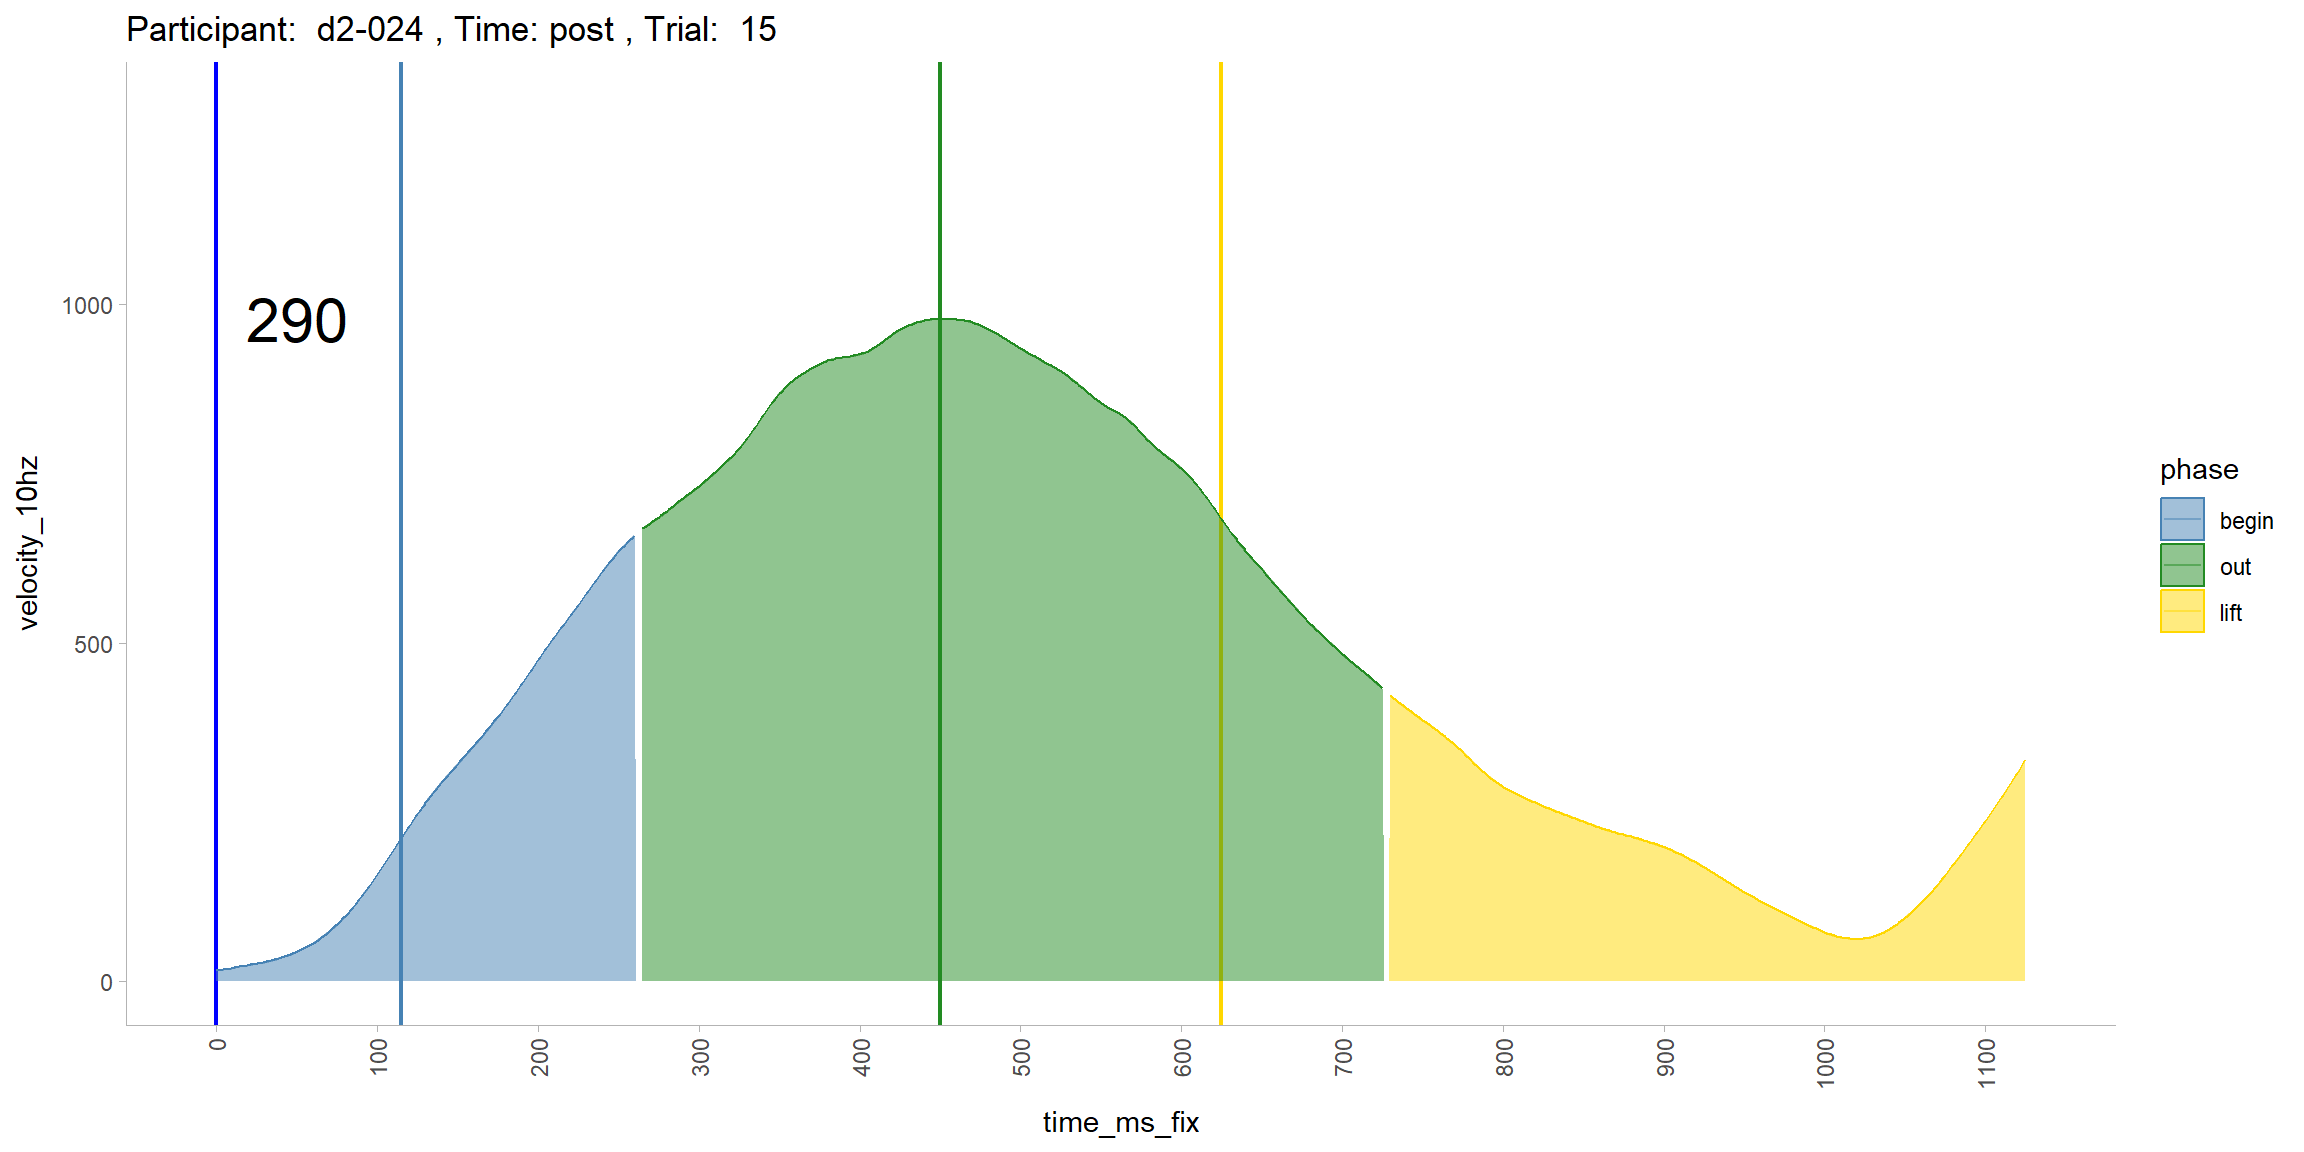 Participant:  d2-024 , Time: post , Trial:  15
velocity_10hz
1000
500
0
290
0 100 200 300 400 500 600 700 800 900 1000 1100
time_ms_fix
phase
begin
out
lift